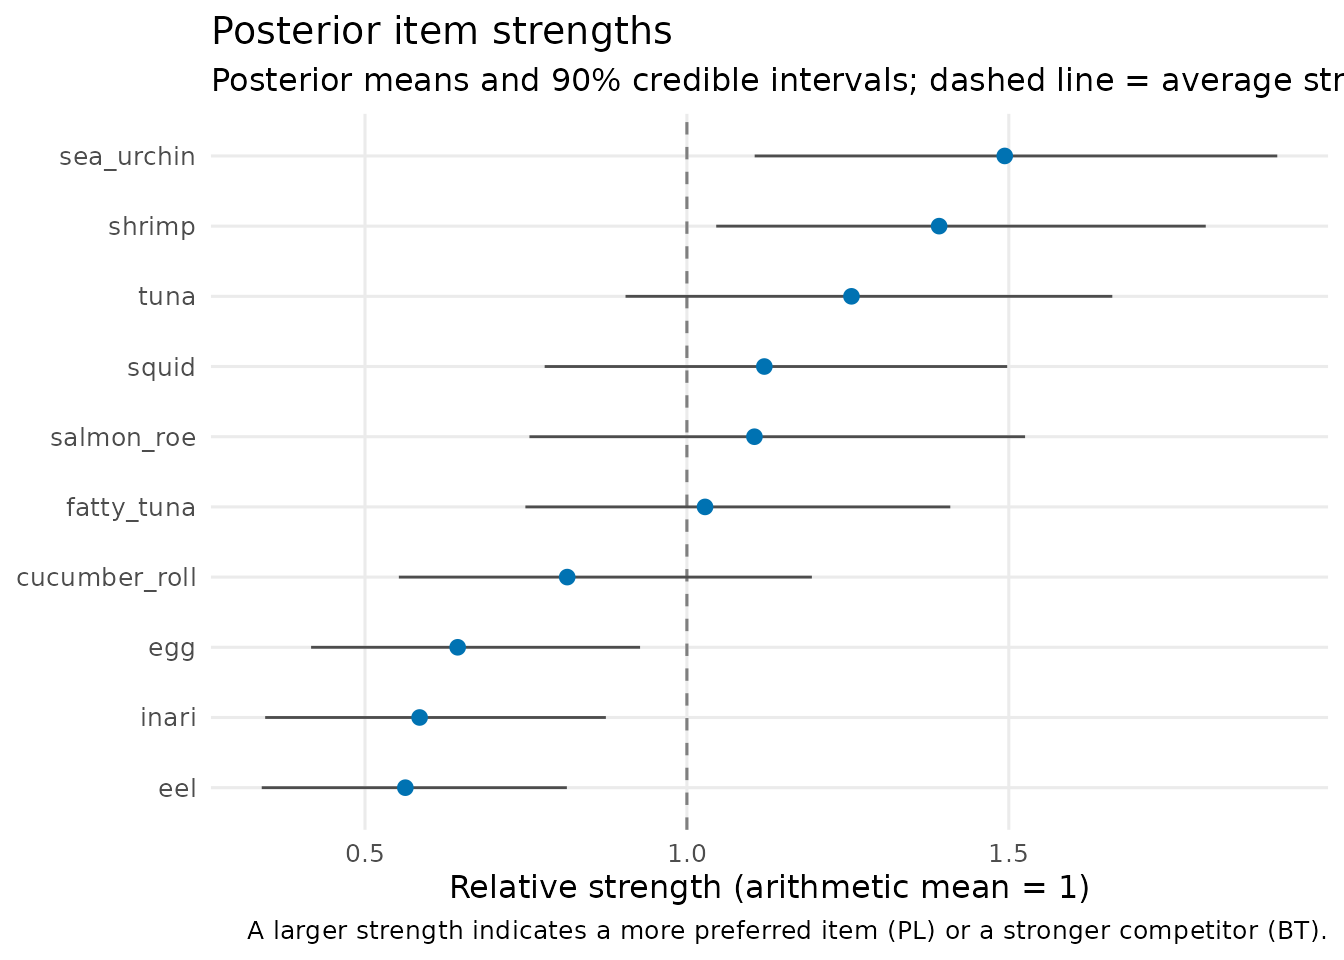 Posterior item strengths
Posterior means and 90% credible intervals; dashed line = average str
sea_urchin
shrimp
tuna
squid
salmon_roe
fatty_tuna
cucumber_roll
egg
inari
eel
0.5 1.0 1.5
Relative strength (arithmetic mean = 1)
A larger strength indicates a more preferred item (PL) or a stronger competitor (BT).